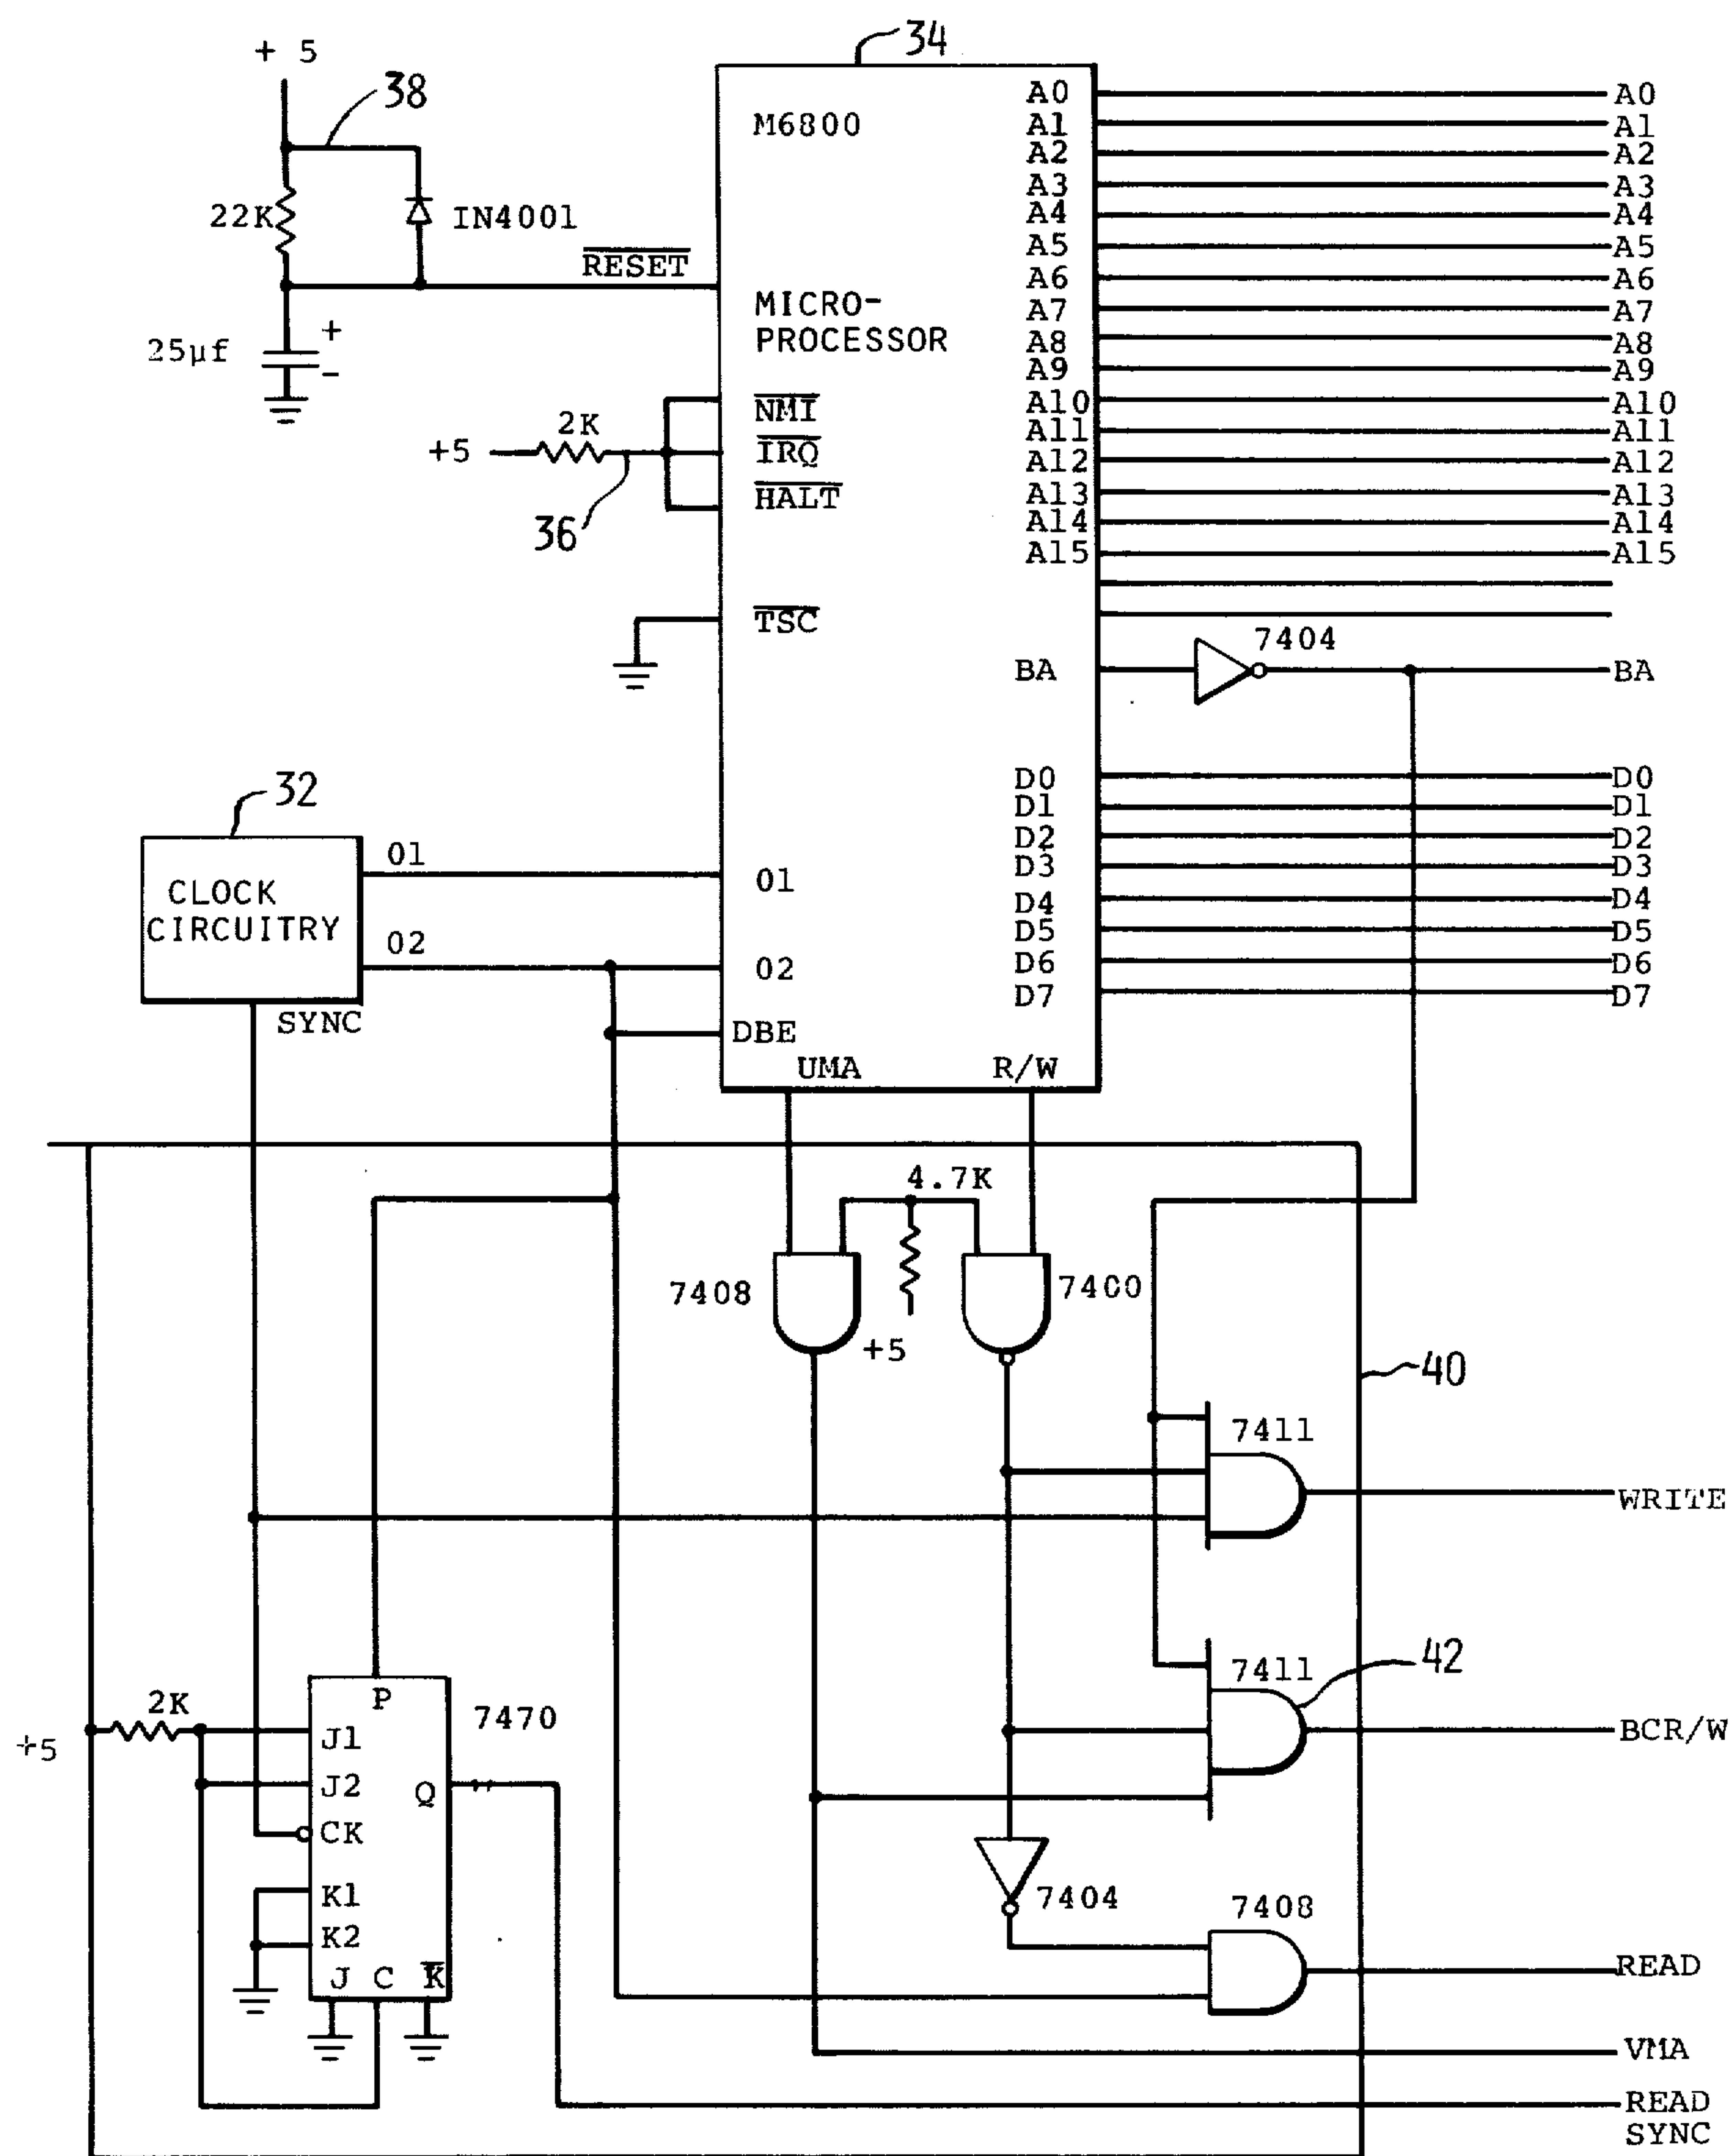 34
+ 5
38
M6800
22K
IN4001
RESET
MICRO-
PROCESSOR
25µf
+
-
NMI
2K
+5
IRQ
HALT
36
TSC
A0 A0
A1 A1
A2 A2
A3 A3
A4 A4
A5 A5
A6 A6
A7 A7
A8 A8
A9 A9
A10 A10
A11 A11
A12 A12
A13 A13
A14 A14
A15 A15
7404
BA BA
D0 D0
D1 D1
D2 D2
D3 D3
D4 D4
D5 D5
D6 D6
D7 D7
32
CLOCK
CIRCUITRY
01 01
02 02
SYNC
DBE
UMA R/W
4.7K
7408
7400
+5
40
7411
WRITE
7411
42
BCR/W
2K
+5
P
7470
J1
J2
Q
CK
K1
K2
J C K
7404
7408
READ
VMA
READ
SYNC